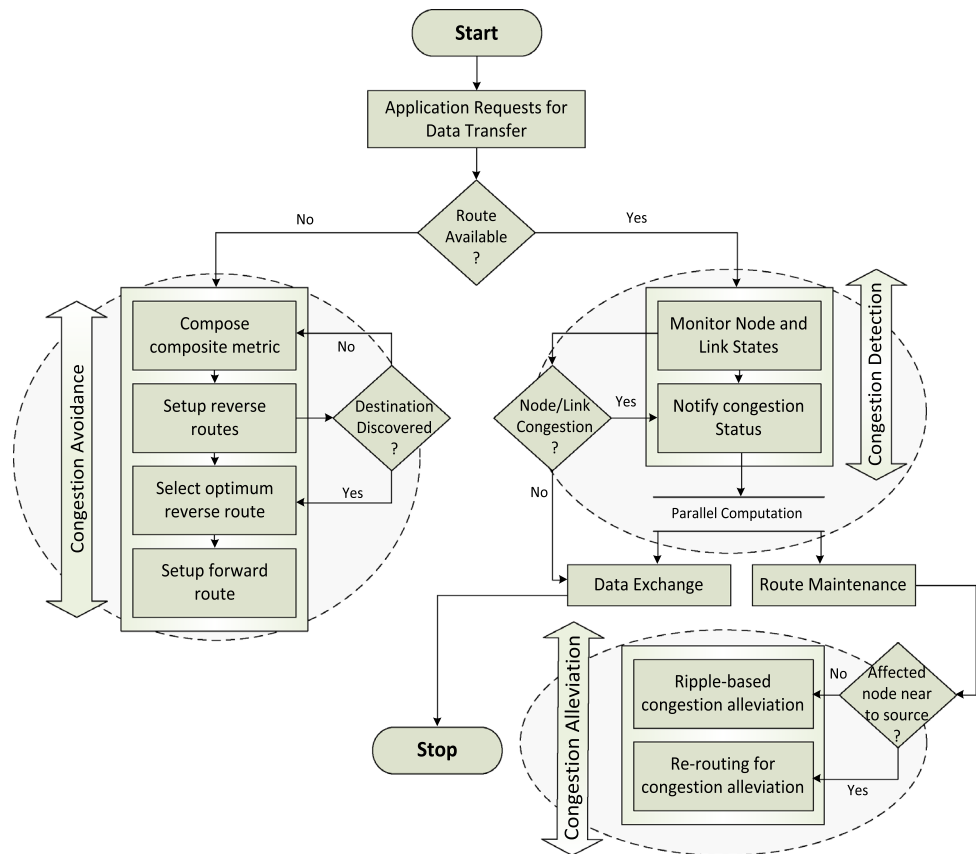 Start
Application Requests for
Data Transfer
Route
Available
?
No
Yes
Congestion Avoidance
Compose
composite metric
Setup reverse
routes
Select optimum
reverse route
Setup forward
route
No
Destination
Discovered
?
Yes
Monitor Node and
Link States
Notify congestion
Status
Node/Link
Congestion
?
Yes
No
Congestion Detection
Parallel Computation
Data Exchange
Route Maintenance
Congestion Alleviation
Ripple-based
congestion alleviation
Re-routing for
congestion alleviation
No
Affected
node near
to source
?
Yes
Stop